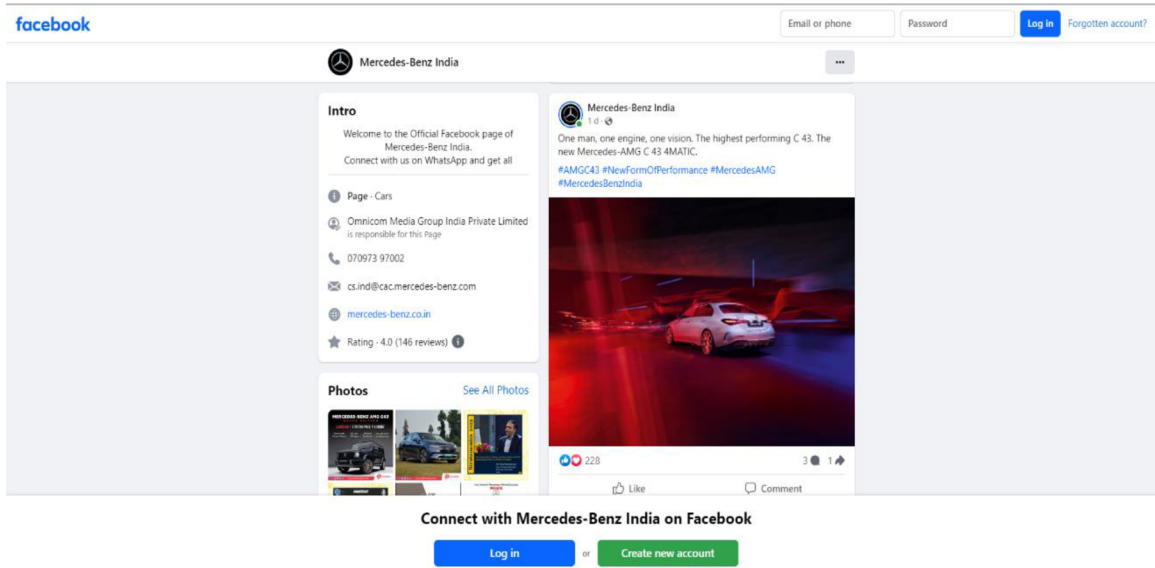 facebook
Email or phone
Password
Log in
Forgotten account?
Mercedes-Benz India
Intro
Welcome to the Official Facebook page of
Mercedes-Benz India.
Connect with us on WhatsApp and get all
Page · Cars
Omnicom Media Group India Private Limited
is responsible for this Page
070973 97002
cs.ind@cac.mercedes-benz.com
mercedes-benz.co.in
Rating · 4.0 (146 reviews)
Photos
See All Photos
MERCEDES-BENZ AMG G63
Mercedes-Benz India
1 d
One man, one engine, one vision. The highest performing C 43. The
new Mercedes-AMG C 43 4MATIC.
#AMGC43 #NewFormOfPerformance #MercedesAMG
#MercedesBenzIndia
228
3
1
Like
Comment
Connect with Mercedes-Benz India on Facebook
Log in
or
Create new account